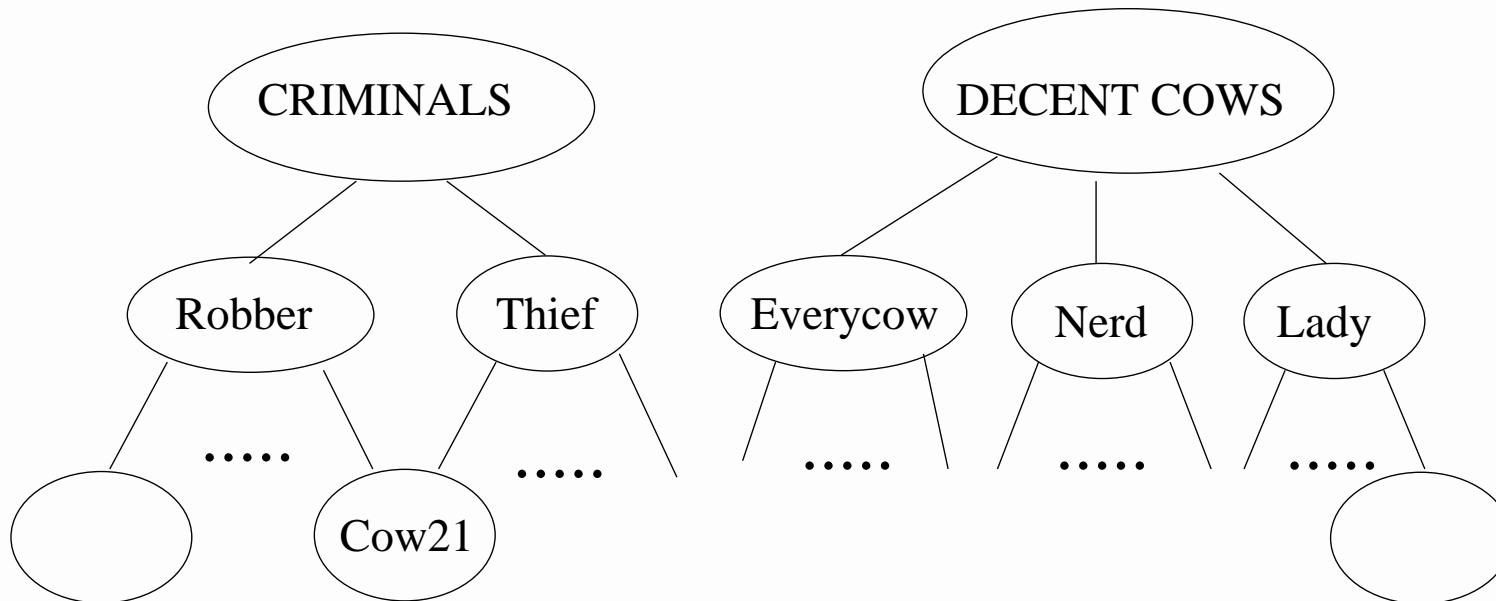 CRIMINALS
DECENT COWS
Robber
Thief
Everycow
Nerd
Lady
.....
.....
.....
.....
.....
Cow21